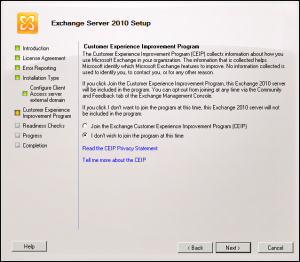 Exchange Server 2010 Setup
Introduction
License Agreement
Error Reporting
Installation Type
Configure Client
Access server
external domain
Customer Experience
Improvement Program
Readiness Checks
Progress
Completion
Customer Experience Improvement Program
The Customer Experience Improvement Program (CEIP) collects information about how you
use Microsoft Exchange in your organization. The information that is collected helps
Microsoft identify which Exchange features to improve. No information collected is
used to identify you, to contact you, or for any other reason.
If you click Join the Customer Experience Improvement Program, this Exchange 2010 server
will be included in the program. You can opt out from joining at any time via the Community
and Feedback tab of the Exchange Management Console.
If you click I don't want to join the program at this time, this Exchange 2010 server will not
be included in the program.
Join the Exchange Customer Experience Improvement Program (CEIP)
I don't wish to join the program at this time
Read the CEIP Privacy Statement
Tell me more about the CEIP
Help
< Back
Next >
Cancel